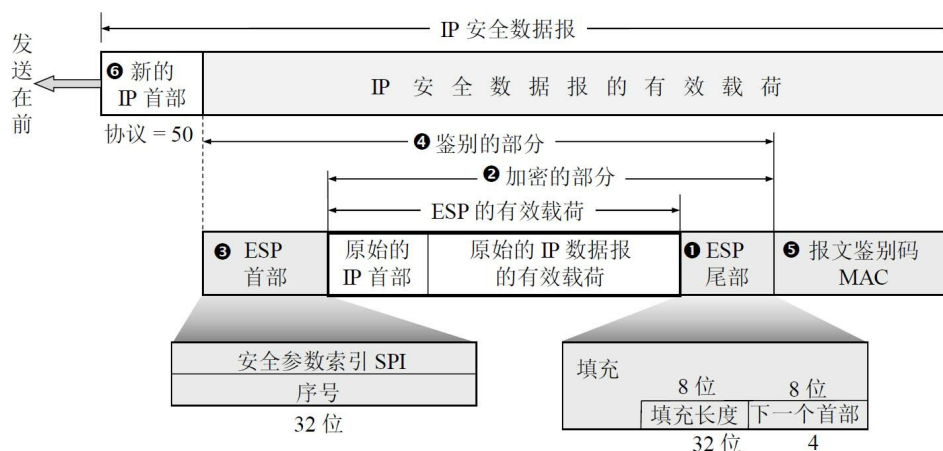 IP 安全数据报
发送在前
❻ 新的
IP 首部
IP 安全数据报的有效载荷
协议 = 50
❹ 鉴别的部分
❷ 加密的部分
ESP 的有效载荷
❸ ESP
首部
原始的
IP 首部
原始的 IP 数据报
的有效载荷
❶ ESP
尾部
❺ 报文鉴别码
MAC
安全参数索引 SPI
序号
32 位
填充
8 位
8 位
填充长度
下一个首部
32 位
4